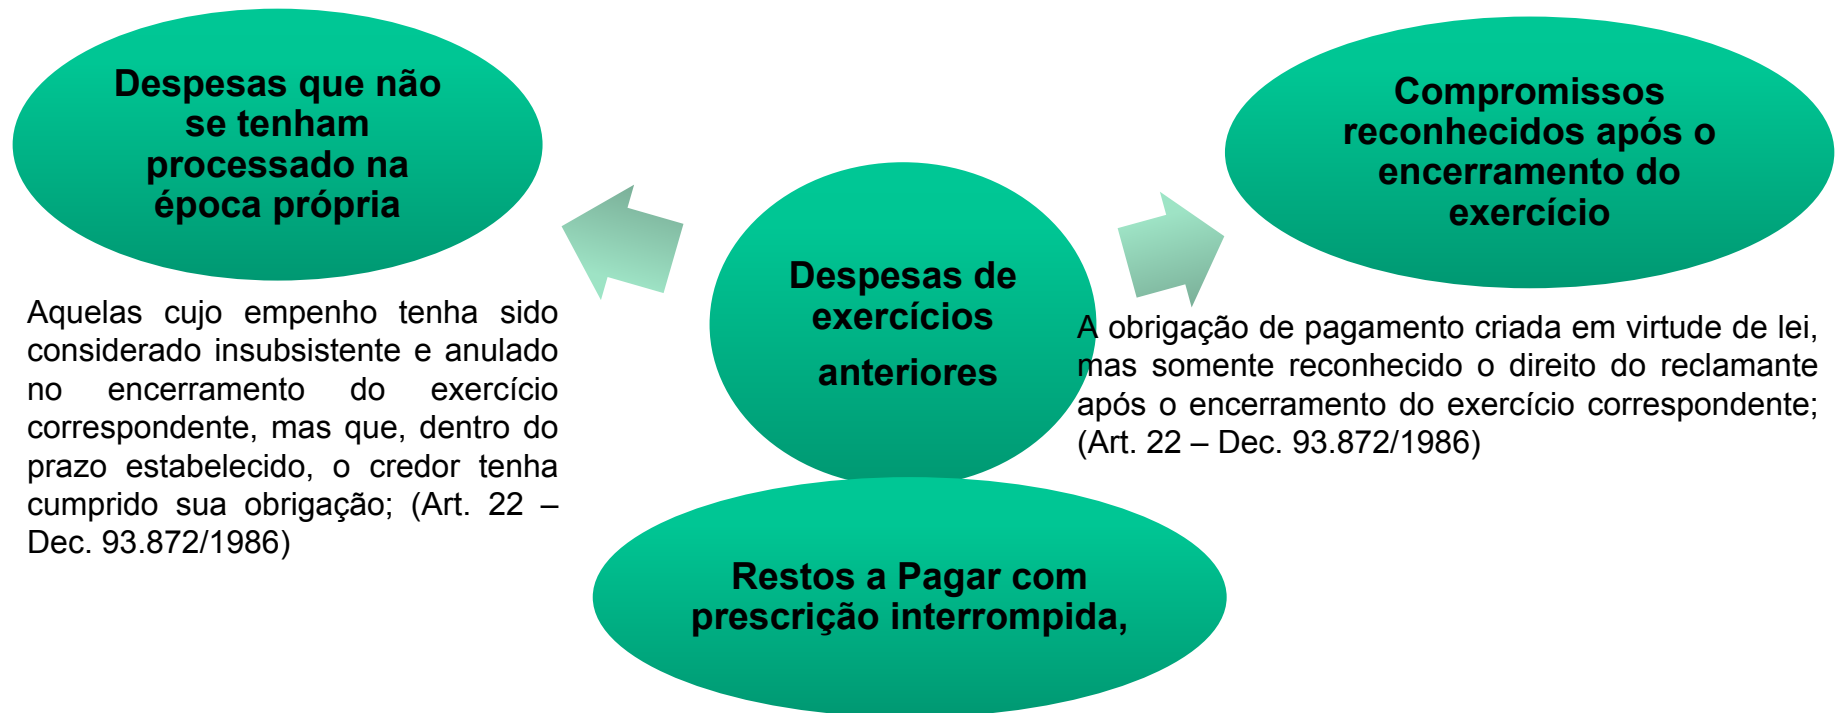 Despesas que não
se tenham
processado na
época própria
Aquelas cujo empenho tenha sido
considerado insubsistente e anulado
no encerramento do exercício
correspondente, mas que, dentro do
prazo estabelecido, o credor tenha
cumprido sua obrigação; (Art. 22 –
Dec. 93.872/1986)
Despesas de
exercícios
anteriores
Compromissos
reconhecidos após o
encerramento do
exercício
A obrigação de pagamento criada em virtude de lei,
mas somente reconhecido o direito do reclamante
após o encerramento do exercício correspondente;
(Art. 22 – Dec. 93.872/1986)
Restos a Pagar com
prescrição interrompida,